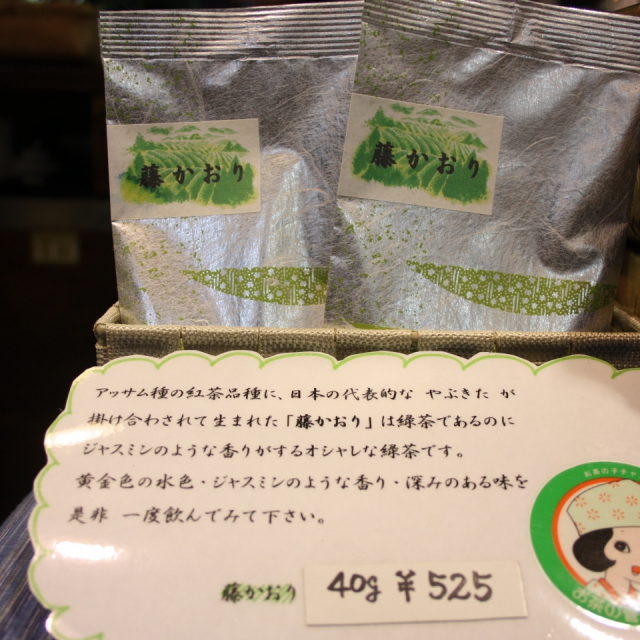 藤かおり
藤かおり
アッサム種の紅茶品種に、日本の代表的な やぶきた が
掛け合わされて生まれた「藤かおり」は緑茶であるのに
ジャスミンのような香りがするオシャレな緑茶です。
黄金色の水色・ジャスミンのような香り・深みのある味を
是非 一度飲んでみて下さい。
藤かおり 40g ¥525